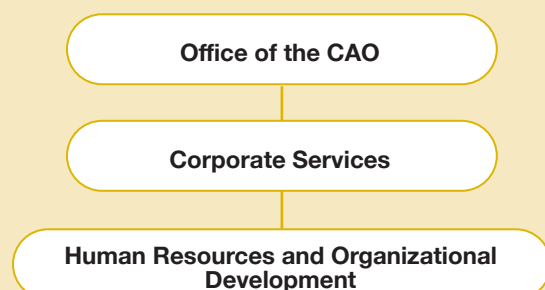 Office of the CAO
Corporate Services
Human Resources and Organizational
Development